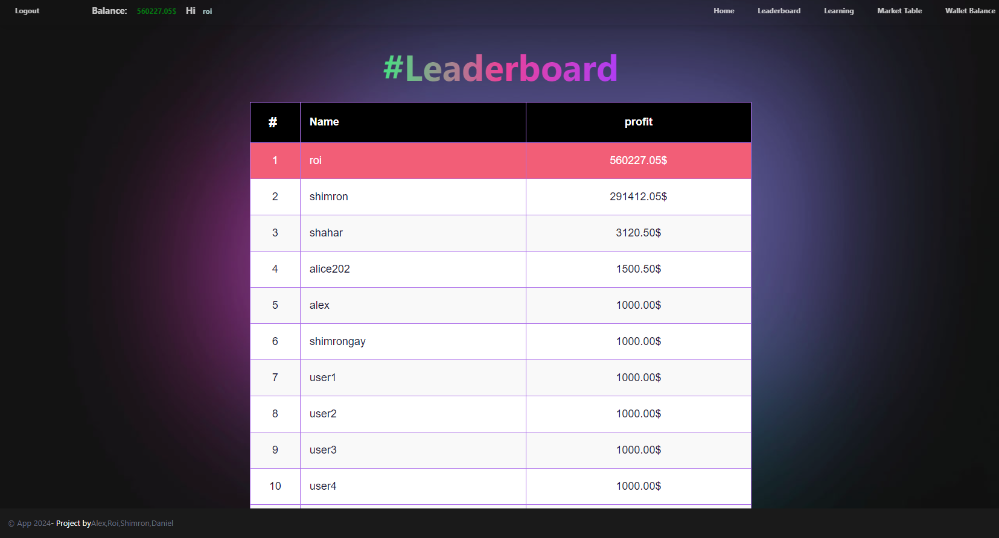 Logout Balance: 560227.05$ Hi roi Home Leaderboard Learning Market Table Wallet Balance
#Leaderboard
# Name profit
1 roi 560227.05$
2 shimron 291412.05$
3 shahar 3120.50$
4 alice202 1500.50$
5 alex 1000.00$
6 shimrongay 1000.00$
7 user1 1000.00$
8 user2 1000.00$
9 user3 1000.00$
10 user4 1000.00$
© App 2024- Project byAlex,Roi,Shimron,Daniel